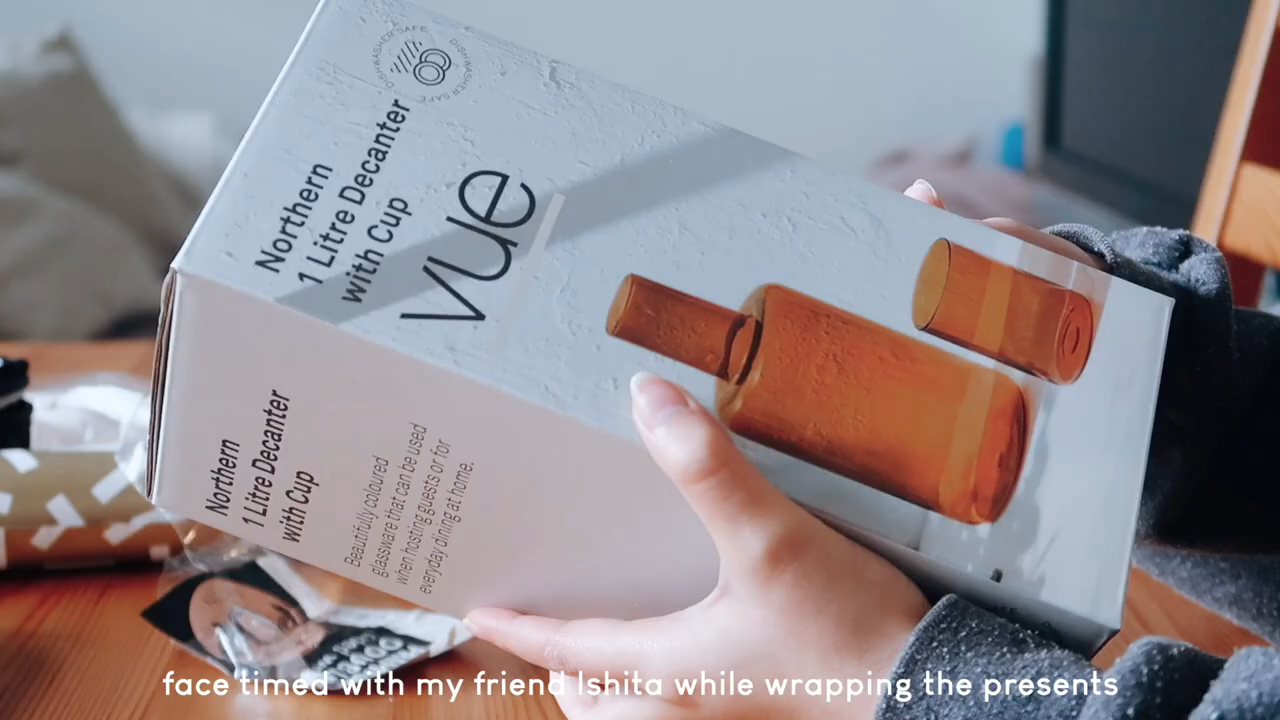 DISHWASHER SAFE
DISHWASHER SAFE
Northern
1 Litre Decanter
with Cup
vue
Northern
1 Litre Decanter
with Cup
Beautifully coloured
glassware that can be used
when hosting guests or for
everyday dining at home.
face timed with my friend Ishita while wrapping the presents